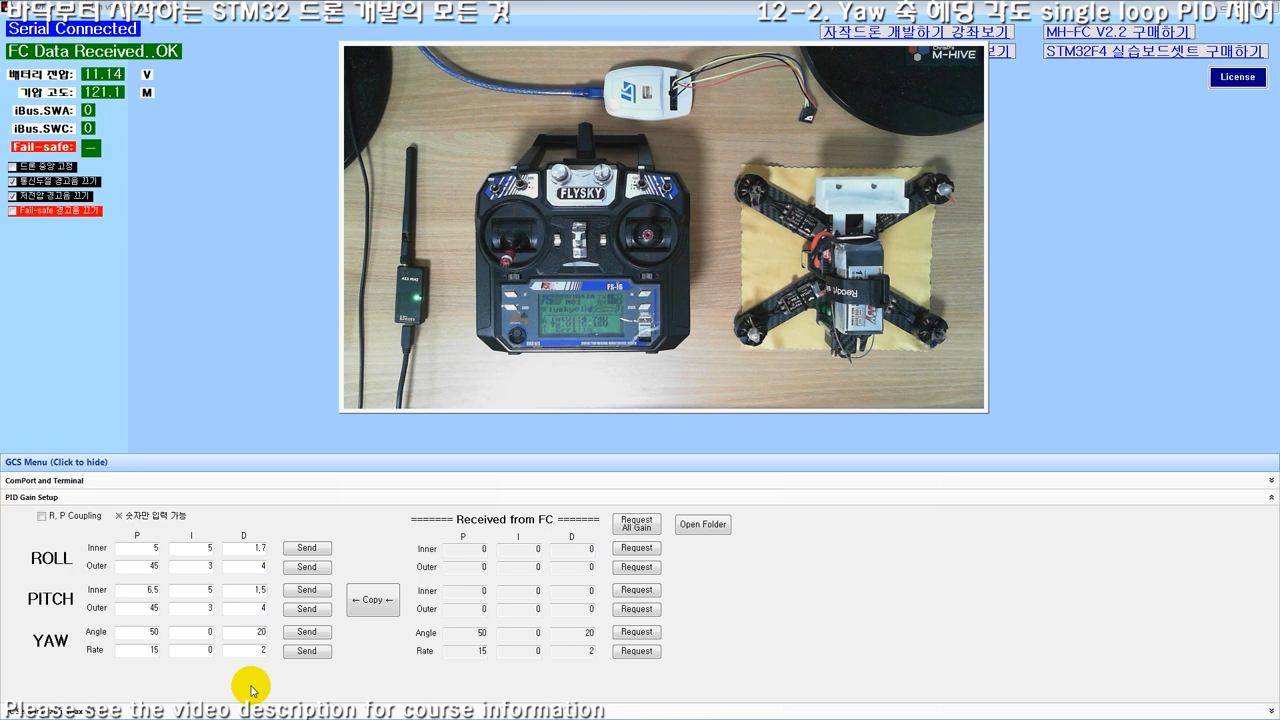 바닥부터 시작하는 STM32 드론 개발의 모든 것
12-2. Yaw 축 헤딩 각도 single loop PID 제어
Serial Connected
FC Data Received..OK
자작드론 개발하기 강좌보기
MH-FC V2.2 구매하기
보기
STM32F4 실습보드세트 구매하기
License
배터리 전압: 11.14 V
기압 고도: 121.1 M
iBus.SWA: 0
iBus.SWC: 0
Fail-safe: —
드론 중앙 고정
통신두절 경고음 끄기
저전압 경고음 끄기
Fail-safe 경고음 끄기
M-HIVE
FLYSKY
FS-i6
GCS Menu (Click to hide)
ComPort and Terminal
PID Gain Setup
R, P Coupling ※ 숫자만 입력 가능
======= Received from FC =======
Request All Gain
Open Folder
P I D
P I D
ROLL
Inner 5 5 1.7 Send
Inner 0 0 0 Request
Outer 45 3 4 Send
Outer 0 0 0 Request
PITCH
Inner 6.5 5 1.5 Send
Inner 0 0 0 Request
← Copy ←
Outer 45 3 4 Send
Outer 0 0 0 Request
YAW
Angle 50 0 20 Send
Angle 50 0 20 Request
Rate 15 0 2 Send
Rate 15 0 2 Request
Please see the video description for course information